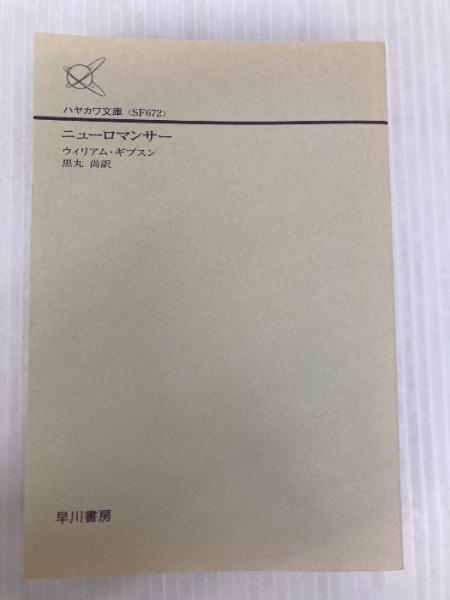 ハヤカワ文庫〈SF672〉
ニューロマンサー
ウィリアム・ギブスン
黒丸 尚訳
早川書房